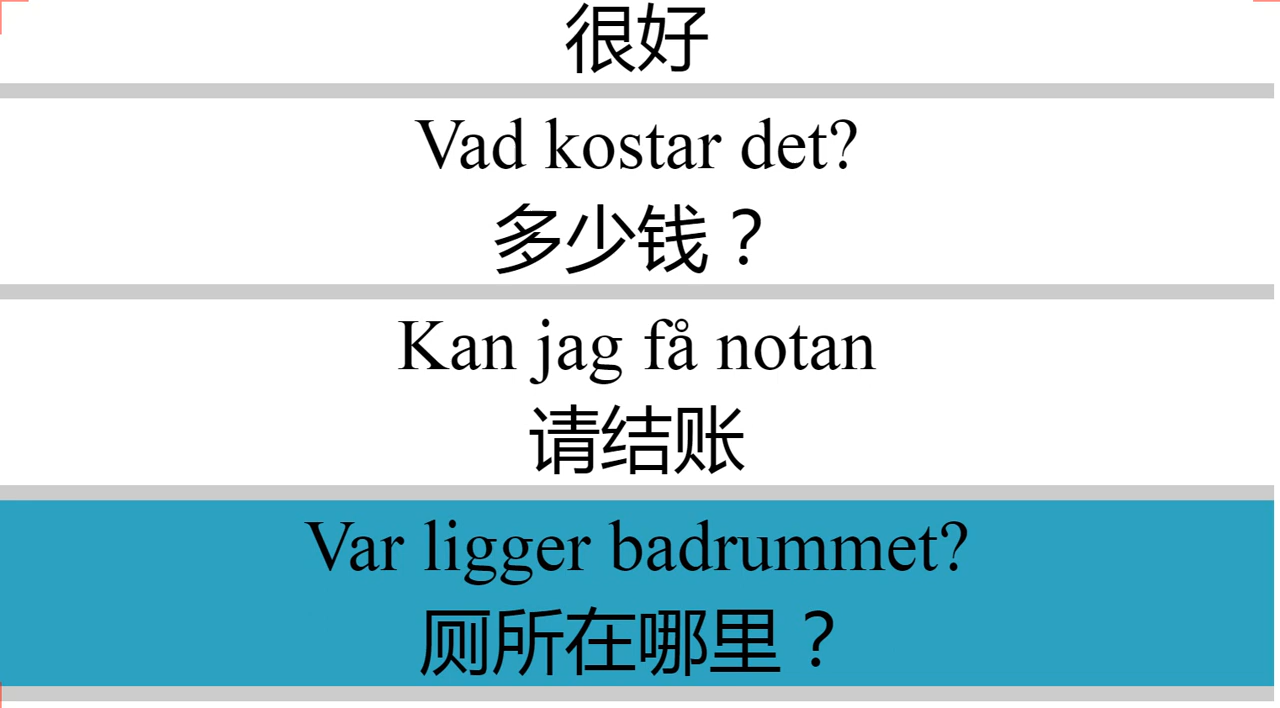 很好
Vad kostar det?
多少钱？
Kan jag få notan
请结账
Var ligger badrummet?
厕所在哪里？